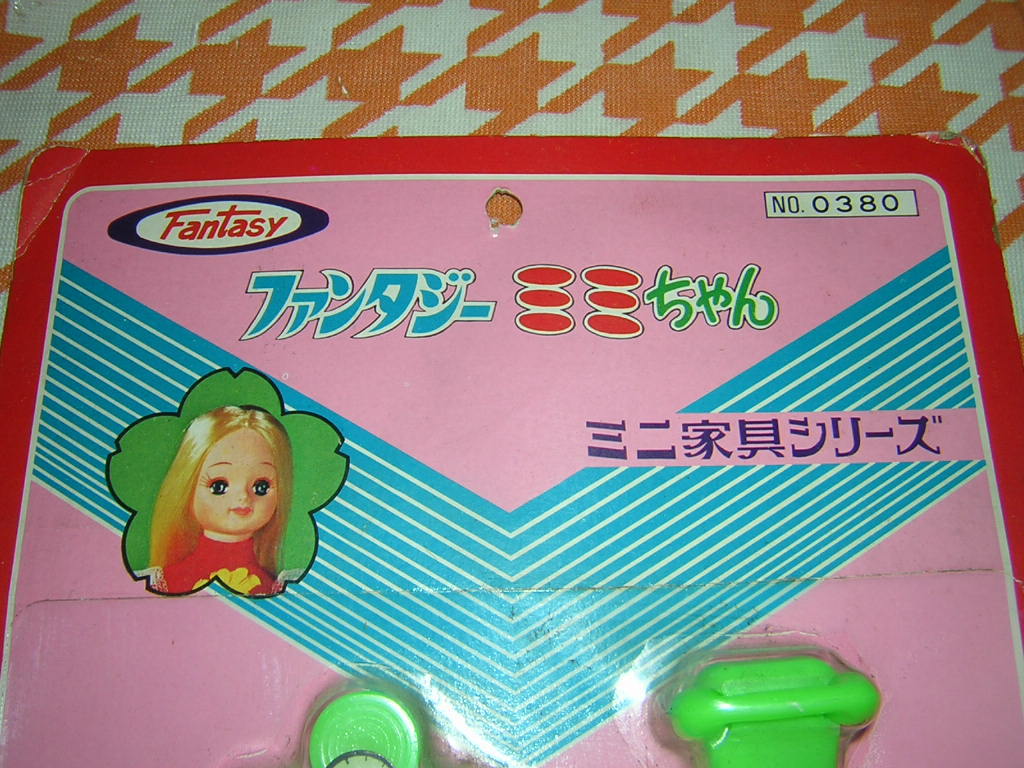 Fantasy
NO. 0380
ファンタジー ミミちゃん
ミニ家具シリーズ